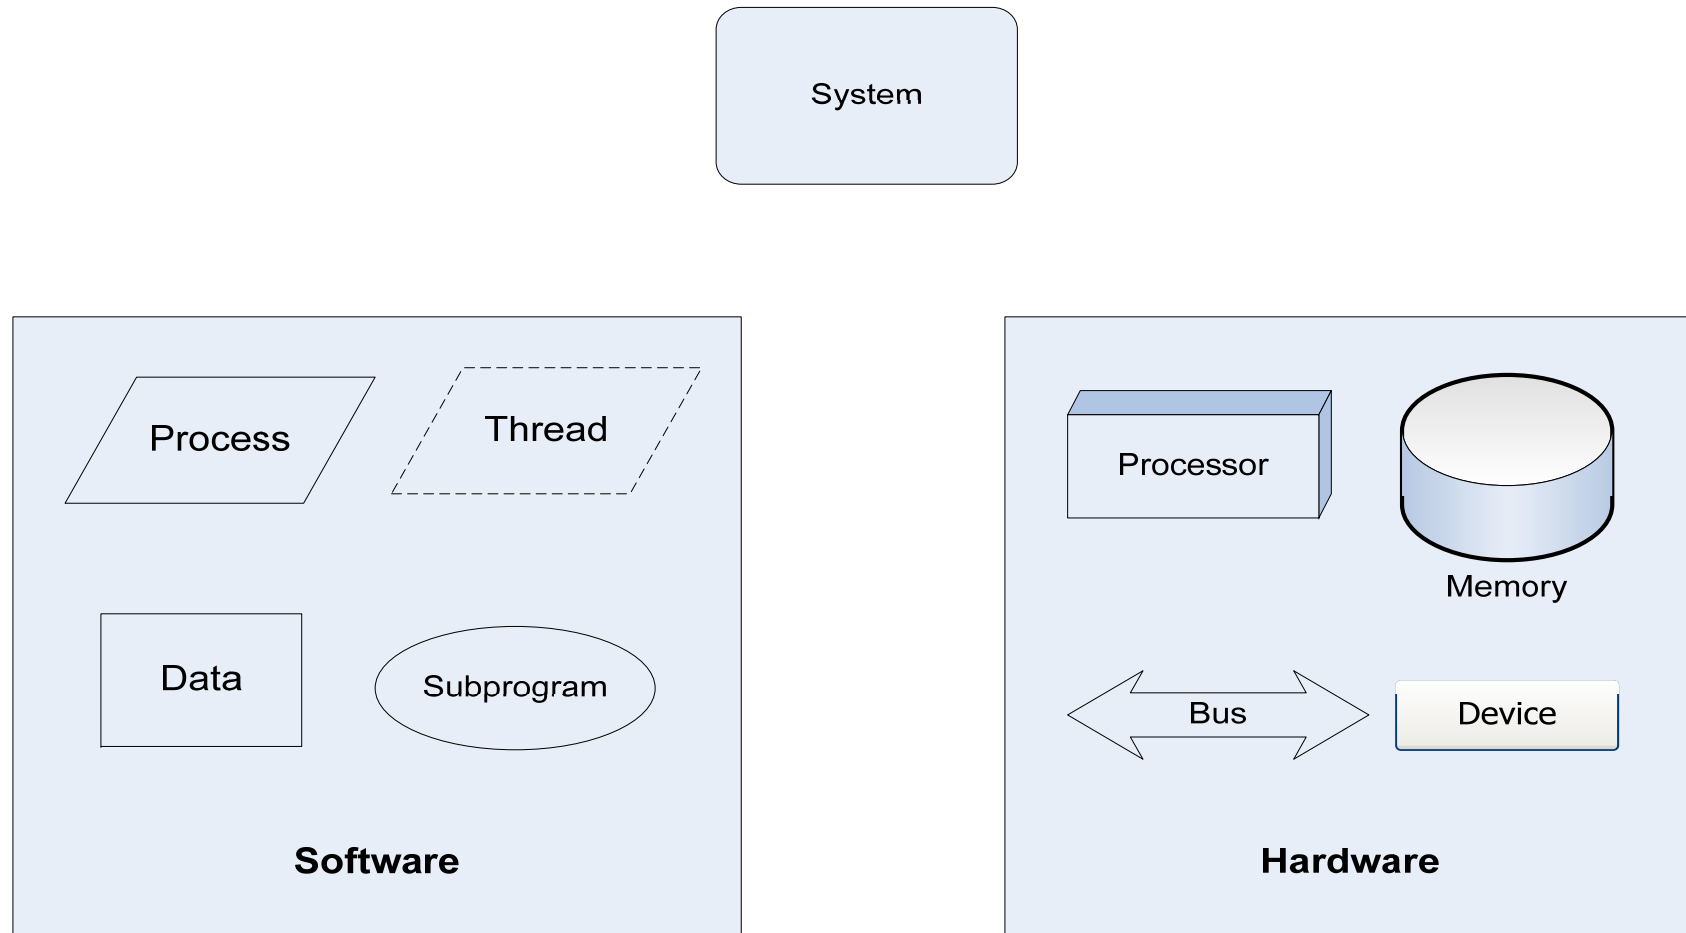 System
Process
Thread
Data
Subprogram
Software
Processor
Memory
Bus
Device
Hardware